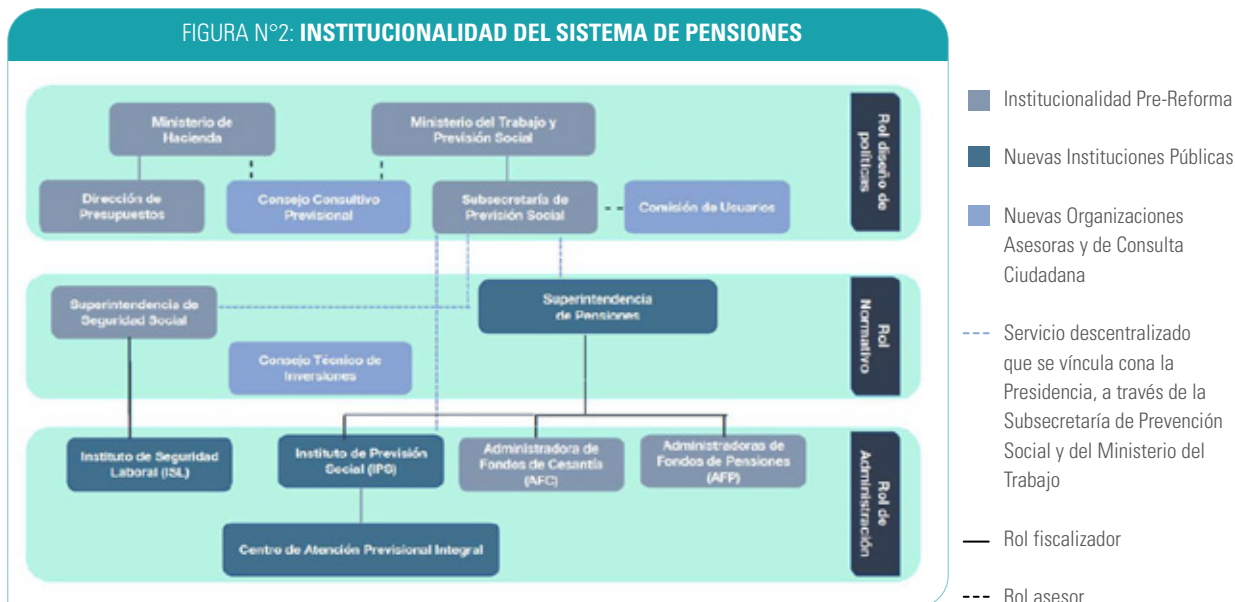 FIGURA N°2: INSTITUCIONALIDAD DEL SISTEMA DE PENSIONES
Ministerio de
Hacienda
Ministerio del Trabajo y
Previsión Social
Dirección de
Presupuestos
Consejo Consultivo
Previsional
Subsecretaría de
Previsión Social
Comisión de Usuarios
Rol diseño de
políticas
Superintendencia de
Seguridad Social
Superintendencia
de Pensiones
Consejo Técnico de
Inversiones
Rol
Normativo
Instituto de Seguridad
Laboral (ISL)
Instituto de Previsión
Social (IPS)
Administradora de
Fondos de Cesantía
(AFC)
Administradoras de
Fondos de Pensiones
(AFP)
Centro de Atención Previsional Integral
Rol de
Administración
Institucionalidad Pre-Reforma
Nuevas Instituciones Públicas
Nuevas Organizaciones
Asesoras y de Consulta
Ciudadana
Servicio descentralizado
que se víncula cona la
Presidencia, a través de la
Subsecretaría de Prevención
Social y del Ministerio del
Trabajo
Rol fiscalizador
Rol asesor